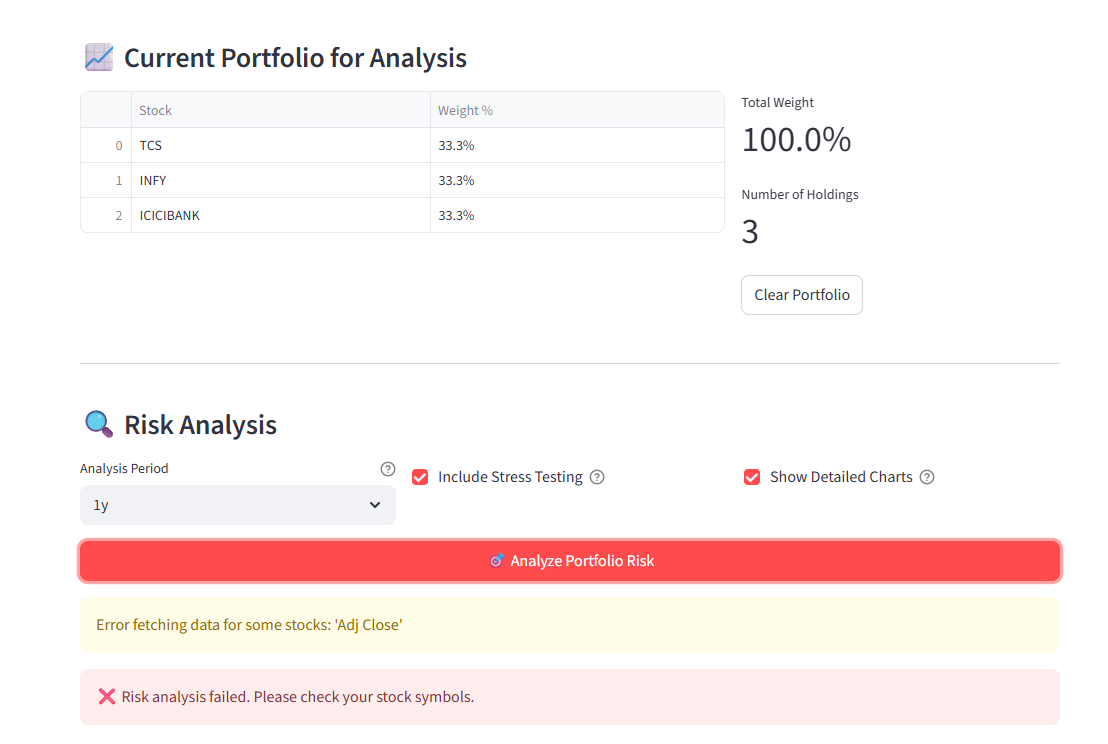 Current Portfolio for Analysis
Stock Weight %
0 TCS 33.3%
1 INFY 33.3%
2 ICICIBANK 33.3%
Total Weight
100.0%
Number of Holdings
3
Clear Portfolio
Risk Analysis
Analysis Period
1y
Include Stress Testing
Show Detailed Charts
Analyze Portfolio Risk
Error fetching data for some stocks: 'Adj Close'
❌ Risk analysis failed. Please check your stock symbols.